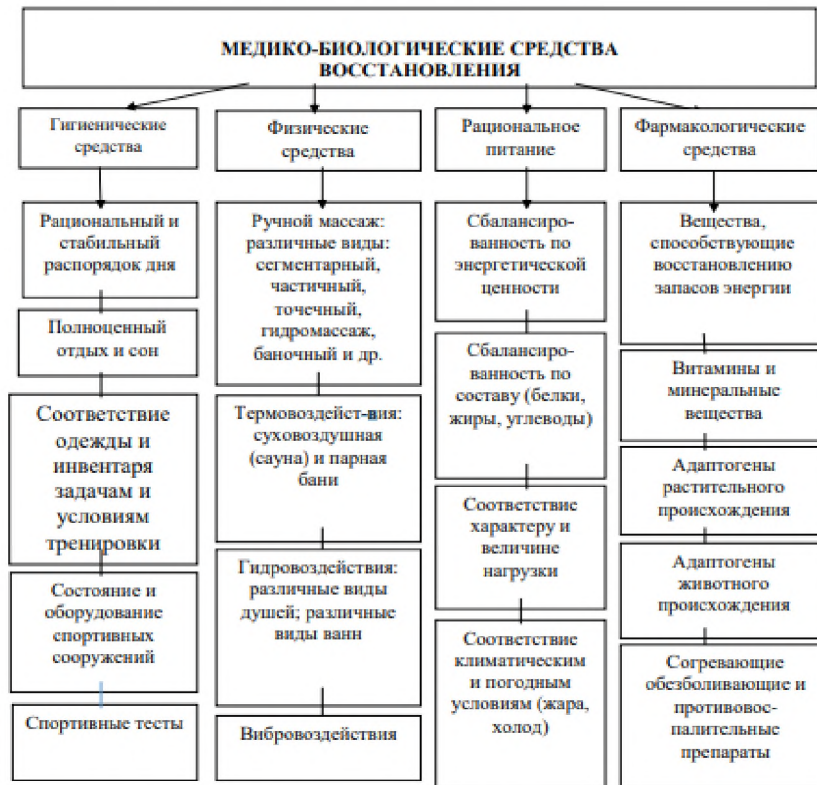 МЕДИКО-БИОЛОГИЧЕСКИЕ СРЕДСТВА
ВОССТАНОВЛЕНИЯ
Гигиенические
средства
Рациональный и
стабильный
распорядок дня
Полноценный
отдых и сон
Соответствие
одежды и
инвентаря
задачам и
условиям
тренировки
Состояние и
оборудование
спортивных
сооружений
Спортивные тесты
Физические
средства
Ручной массаж:
различные виды:
сегментарный,
частичный,
точечный,
гидромассаж,
баночный и др.
Термовоздейст-вия:
суховоздушная
(сауна) и парная
бани
Гидровоздействия:
различные виды
душей; различные
виды ванн
Вибровоздействия
Рациональное
питание
Сбалансиро-
ванность по
энергетической
ценности
Сбалансиро-
ванность по
составу (белки,
жиры, углеводы)
Соответствие
характеру и
величине
нагрузки
Соответствие
климатическим
и погодным
условиям (жара,
холод)
Фармакологические
средства
Вещества,
способствующие
восстановлению
запасов энергии
Витамины и
минеральные
вещества
Адаптогены
растительного
происхождения
Адаптогены
животного
происхождения
Согревающие
обезболивающие и
противовос-
палительные
препараты